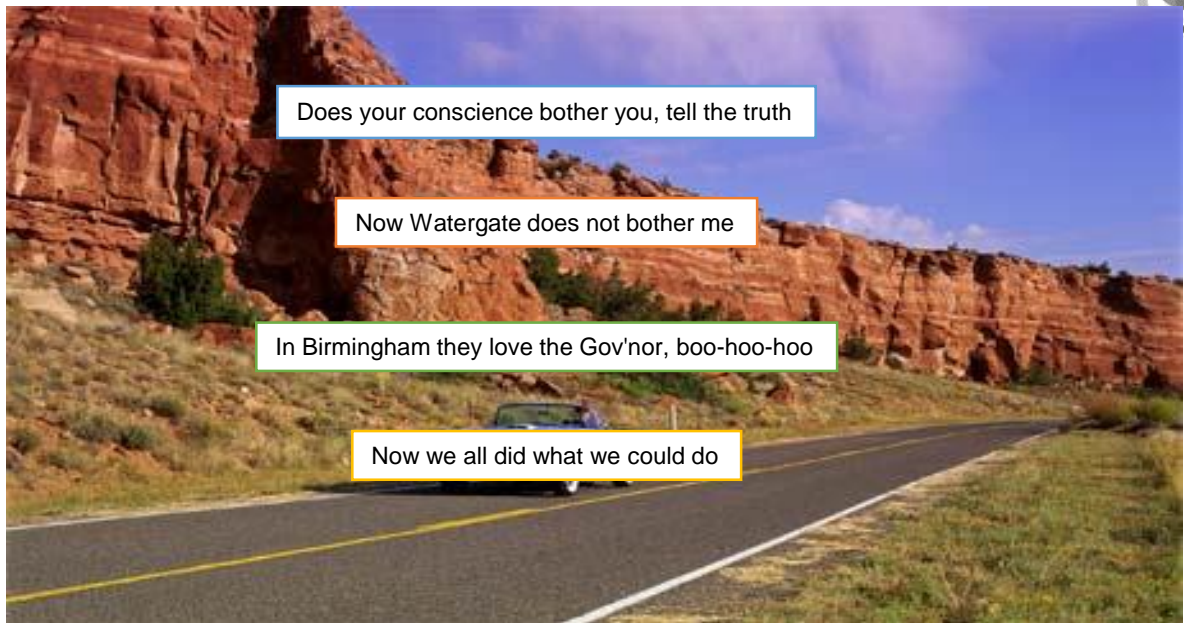 Does your conscience bother you, tell the truth
Now Watergate does not bother me
In Birmingham they love the Gov'nor, boo-hoo-hoo
Now we all did what we could do